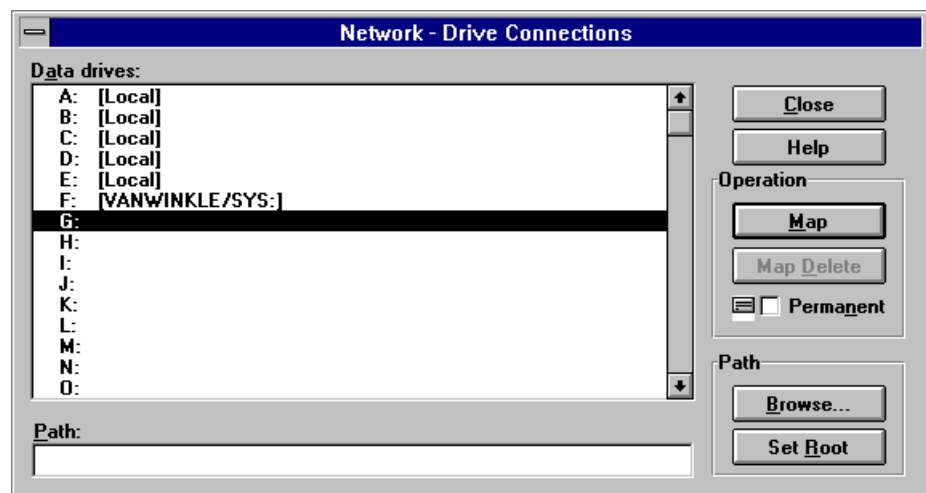 Network - Drive Connections
Data drives:
A: [Local]
B: [Local]
C: [Local]
D: [Local]
E: [Local]
F: [VANWINKLE/SYS:]
G:
H:
I:
J:
K:
L:
M:
N:
O:
Path:
Close
Help
Operation
Map
Map Delete
Permanent
Path
Browse...
Set Root